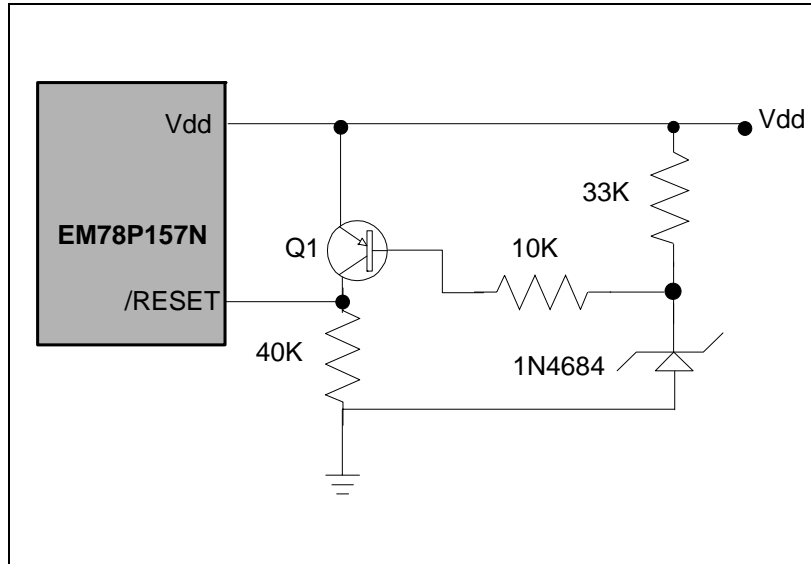 Vdd
Vdd
33K
EM78P157N
Q1
10K
/RESET
40K
1N4684